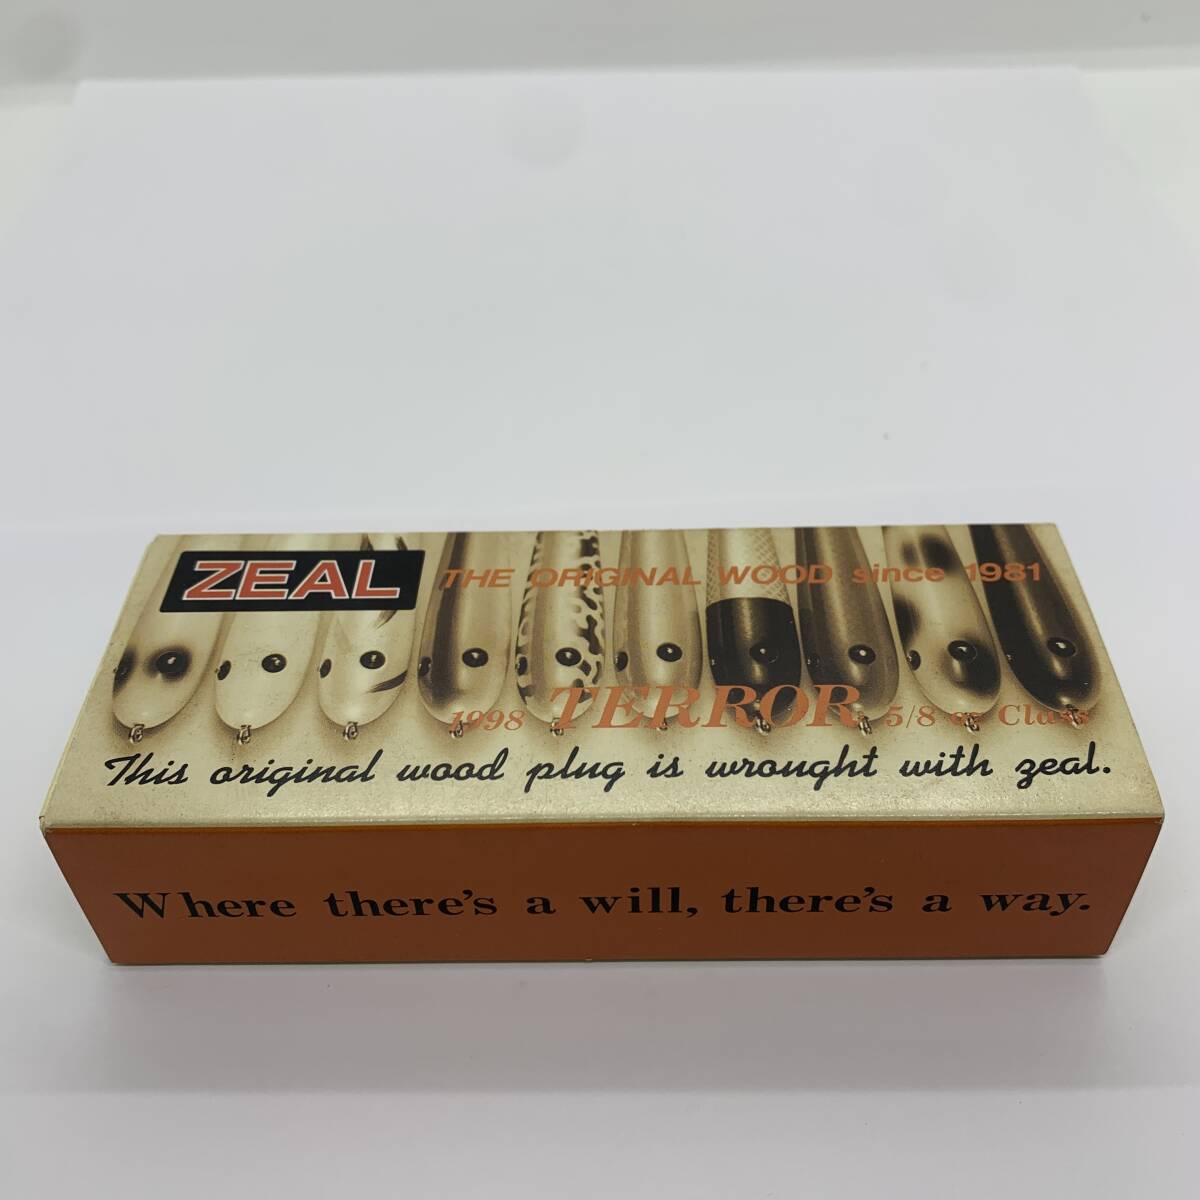 ZEAL
THE ORIGINAL WOOD since 1981
1998 TERROR 5/8 oz Class
This original wood plug is wrought with zeal.
Where there's a will, there's a way.